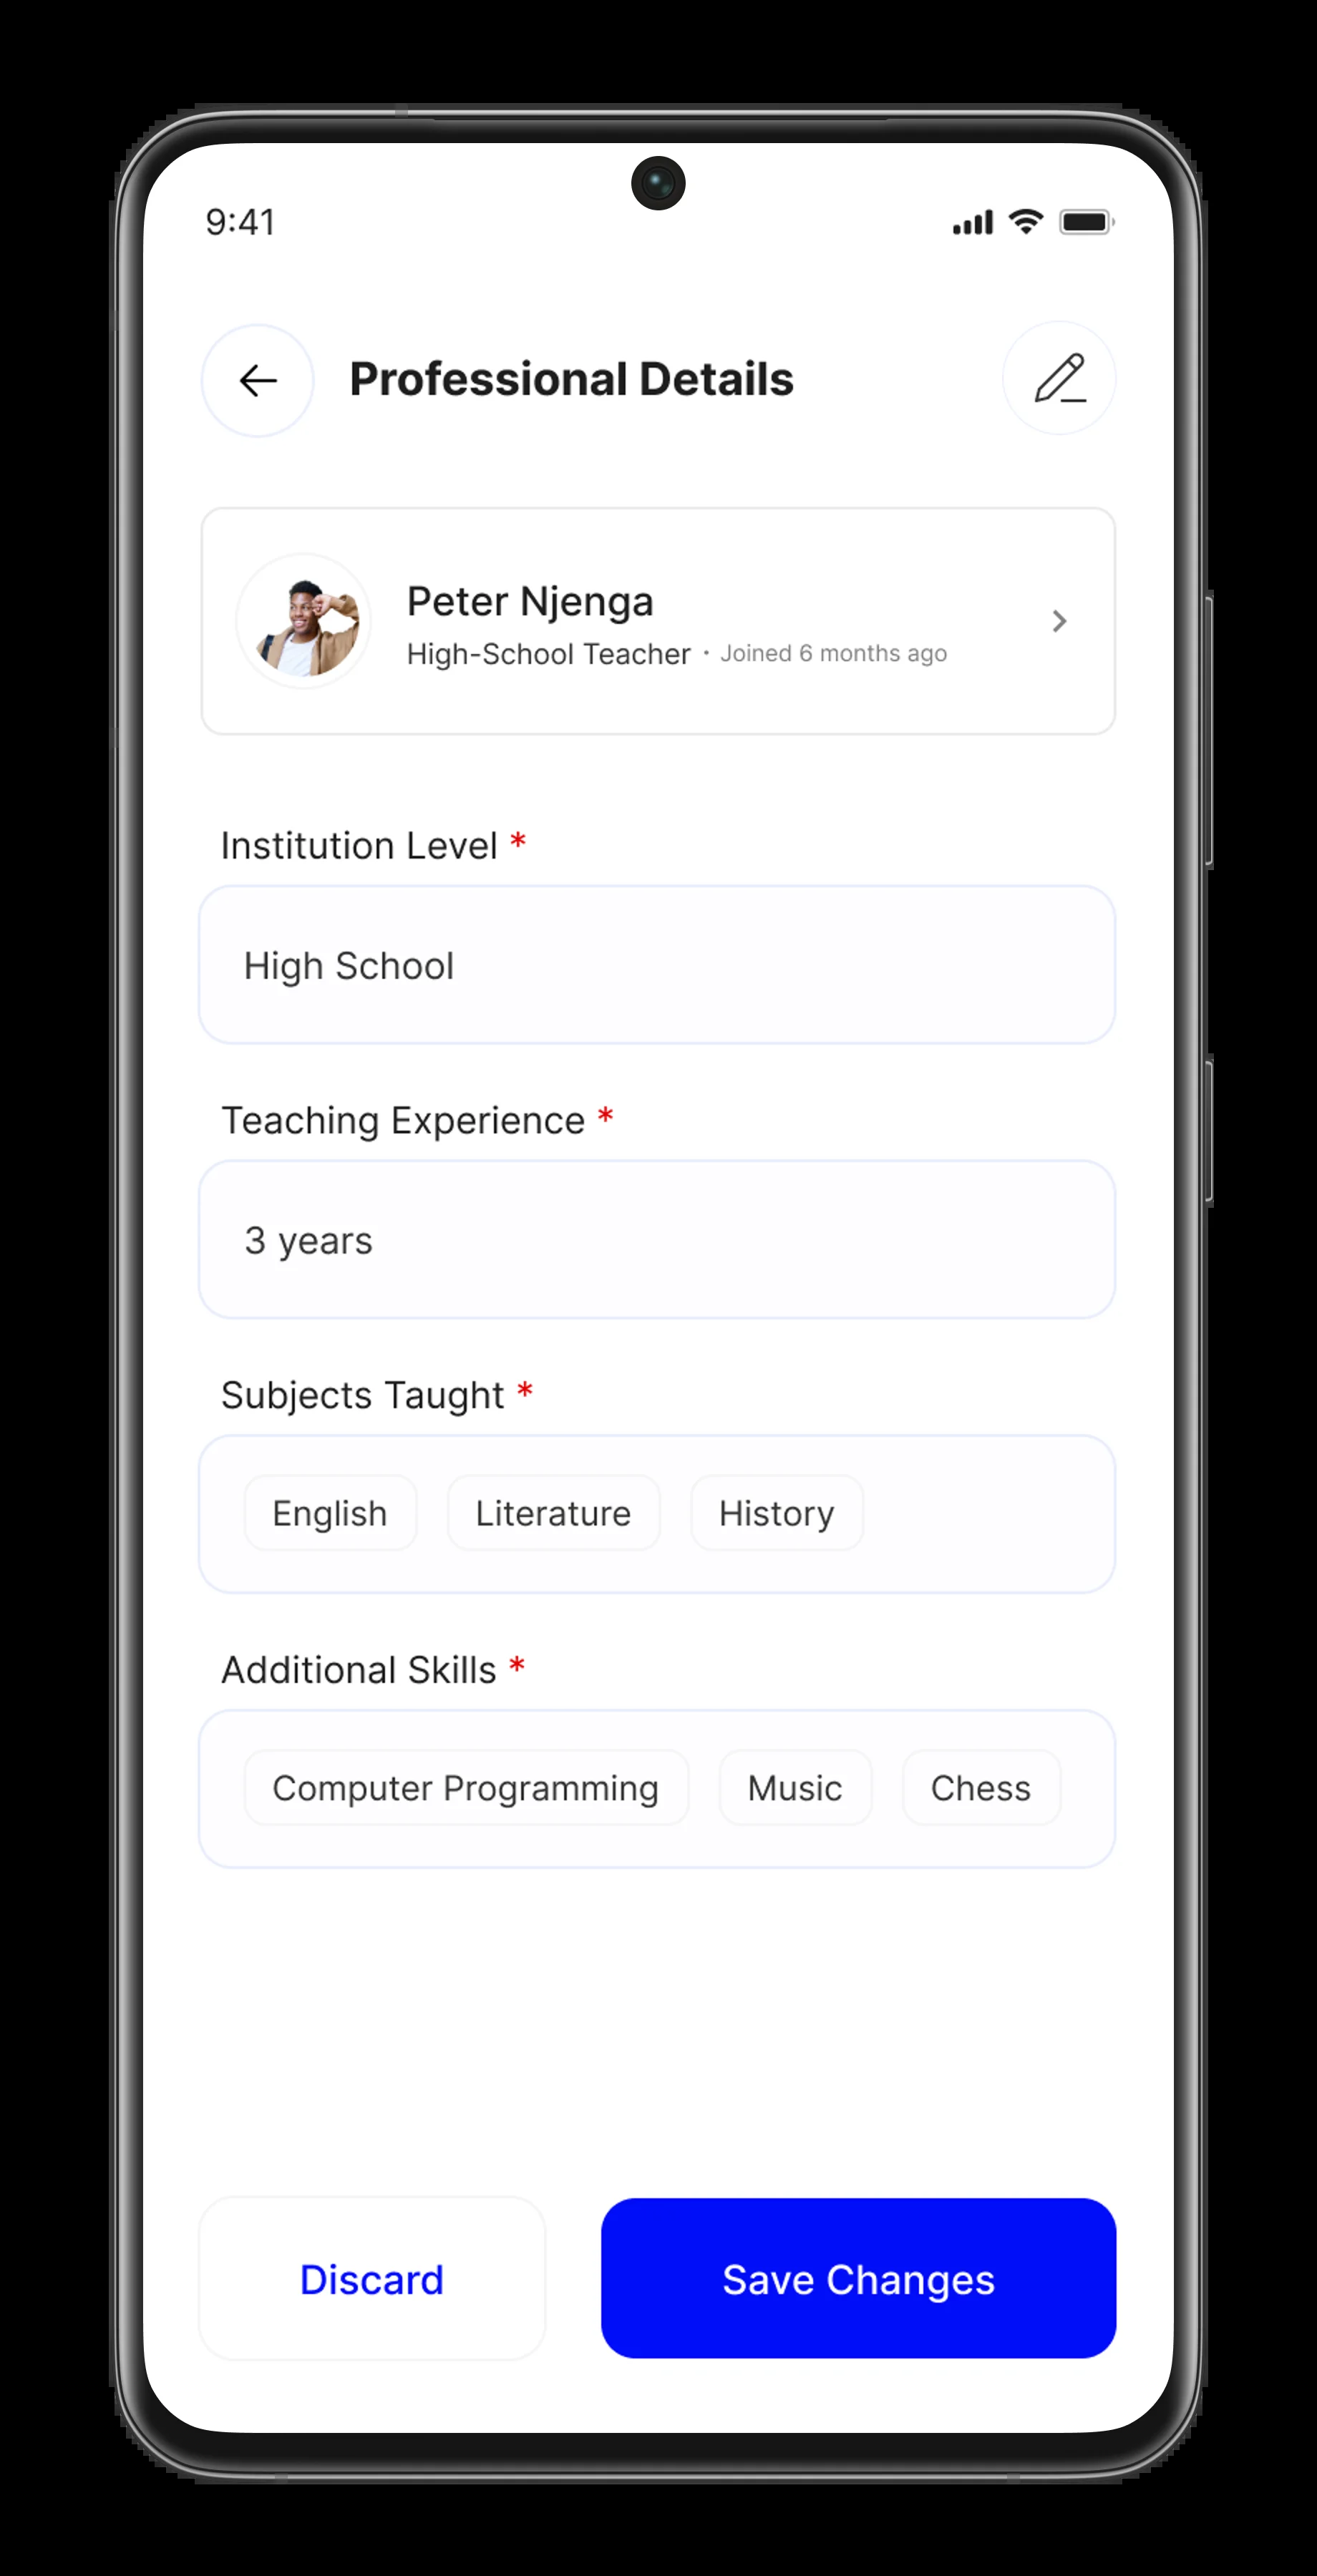 9:41
Professional Details
Peter Njenga
High-School Teacher · Joined 6 months ago
Institution Level *
High School
Teaching Experience *
3 years
Subjects Taught *
English Literature History
Additional Skills *
Computer Programming Music Chess
Discard Save Changes